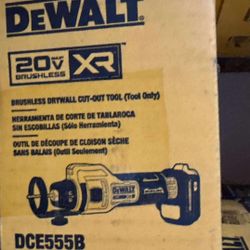 DEWALT
20V XR
BRUSHLESS
BRUSHLESS DRYWALL CUT-OUT TOOL (Tool Only)
HERRAMIENTA DE CORTE DE TABLAROCA
SIN ESCOBILLAS (Sólo Herramienta)
OUTIL DE DÉCOUPE DE CLOISON SÈCHE
SANS BALAIS (Outil Seulement)
DEWALT
DCE555B